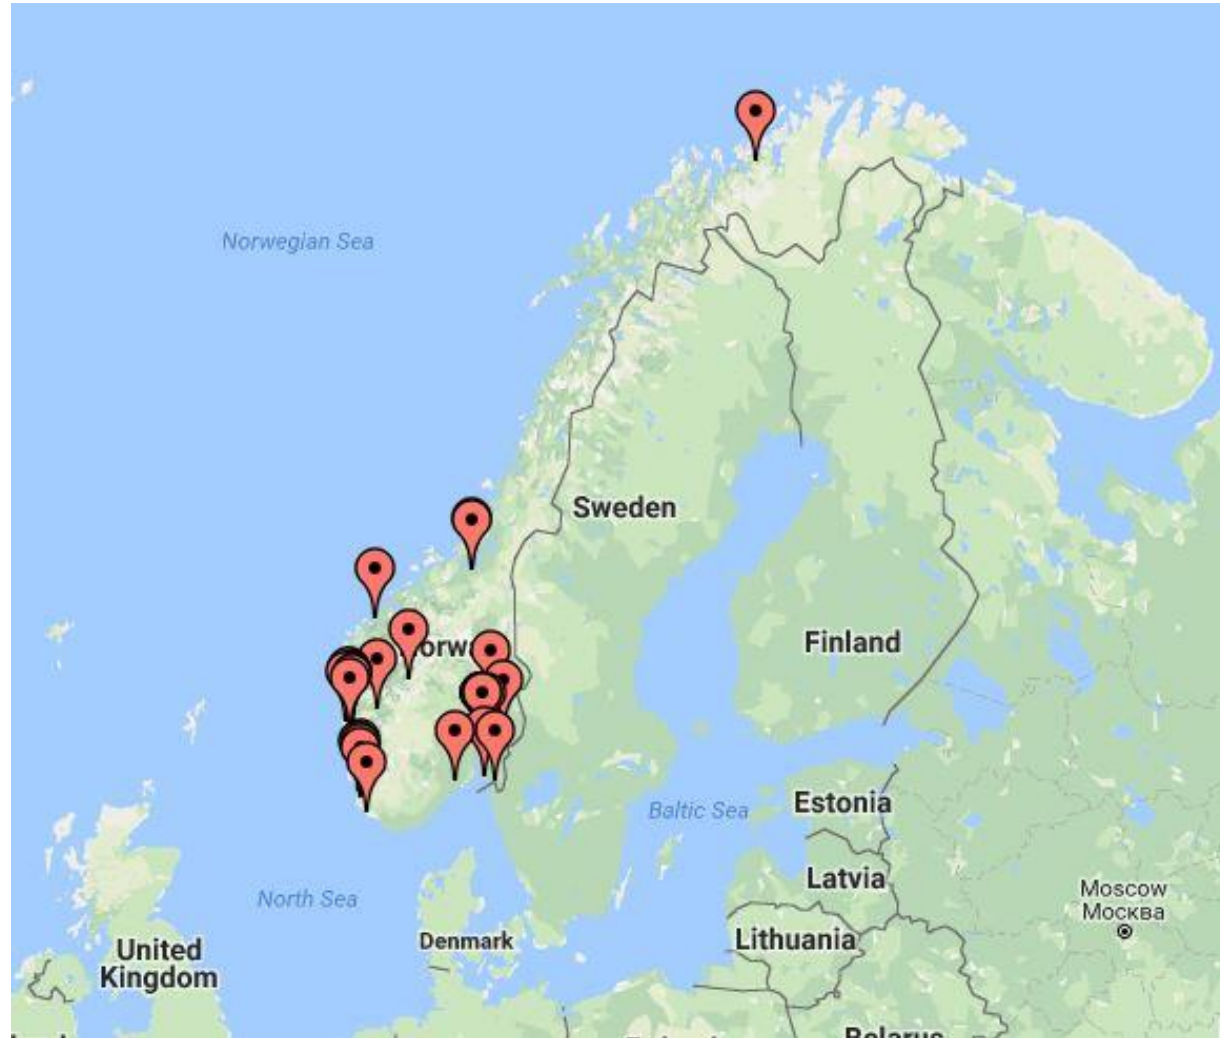 Norwegian Sea
Sweden
Finland
Estonia
Baltic Sea
Latvia
Moscow
Москва
North Sea
Denmark
Lithuania
United
Kingdom